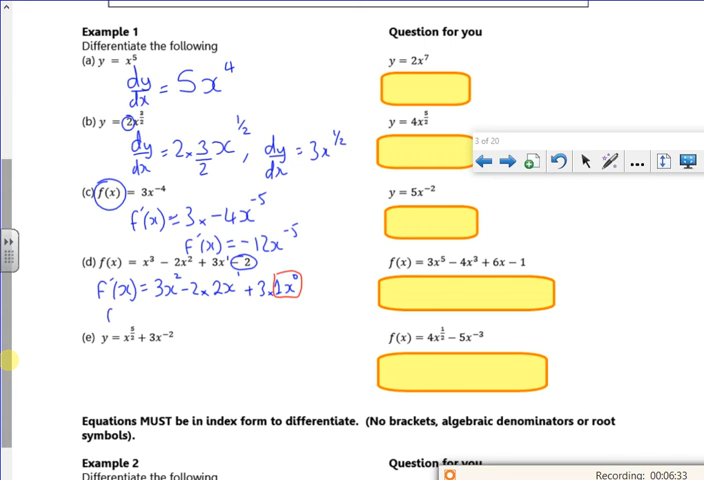 Example 1
Question for you
Differentiate the following
(a) y = x⁵
y = 2x⁷
dy/dx = 5x⁴
(b) y = 2x^(3/2)
y = 4x^(5/2)
3 of 20
dy/dx = 2 × 3/2 x^(1/2), dy/dx = 3x^(1/2)
(c) f(x) = 3x⁻⁴
y = 5x⁻²
f'(x) = 3 × -4x⁻⁵
f'(x) = -12x⁻⁵
(d) f(x) = x³ − 2x² + 3x¹ − 2
f(x) = 3x⁵ − 4x³ + 6x − 1
f'(x) = 3x² - 2 × 2x¹ + 3 × 1x⁰
(e) y = x^(5/2) + 3x⁻²
f(x) = 4x^(1/2) − 5x⁻³
Equations MUST be in index form to differentiate. (No brackets, algebraic denominators or root
symbols).
Example 2
Question for you
Differentiate the following
Recording: 00:06:33